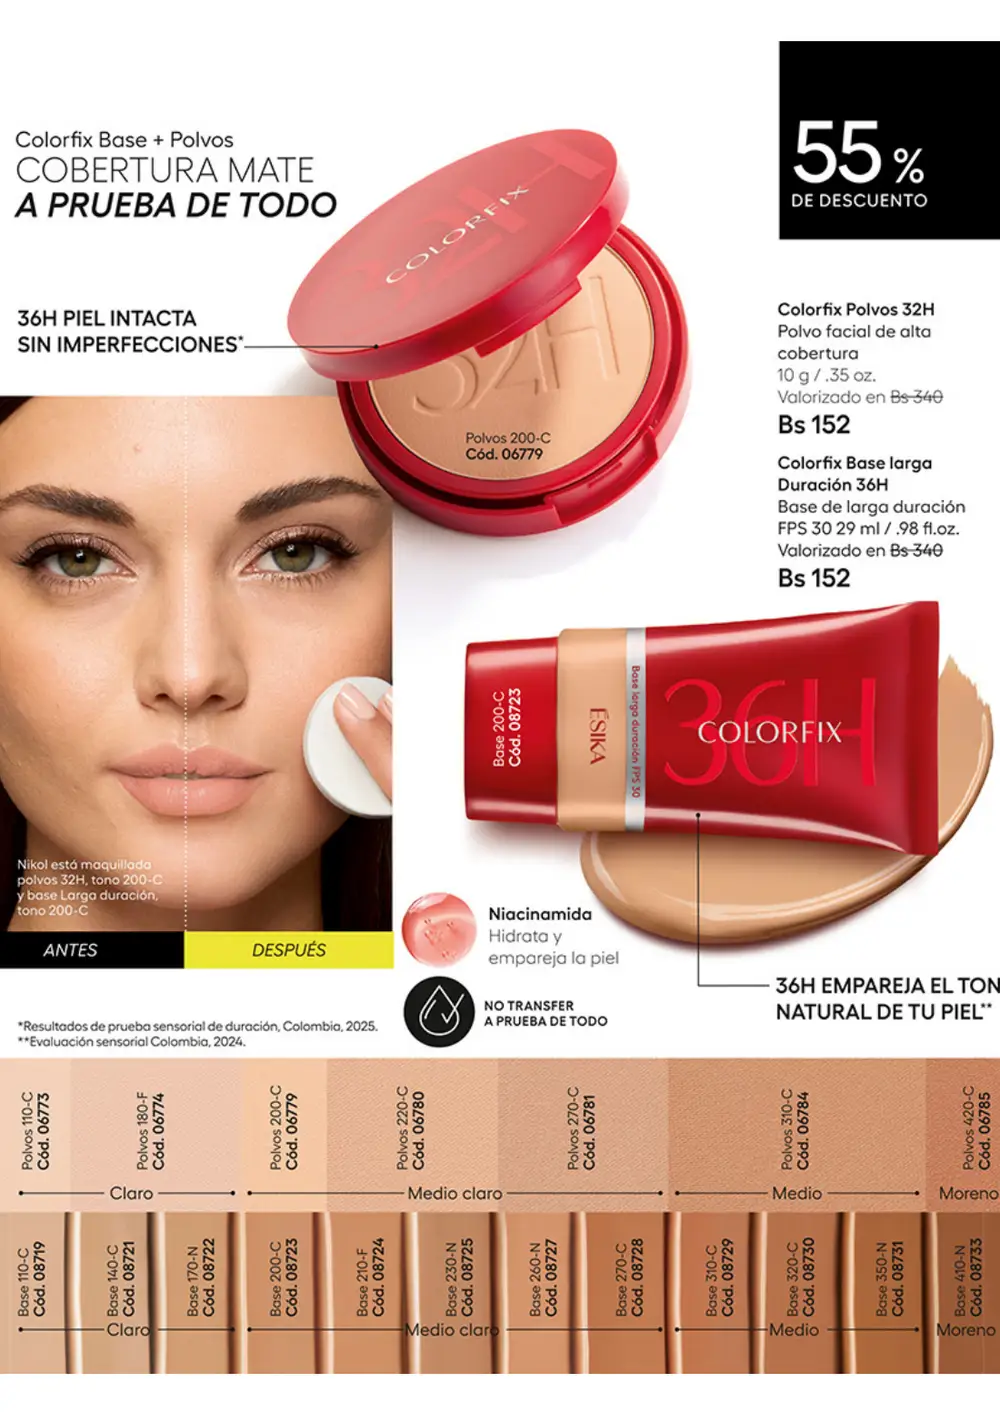 Colorfix Base + Polvos
COBERTURA MATE
A PRUEBA DE TODO
55 %
DE DESCUENTO
36H PIEL INTACTA
SIN IMPERFECCIONES*
COLORFIX
32H
Polvos 200-C
Cód. 06779
Colorfix Polvos 32H
Polvo facial de alta
cobertura
10 g / .35 oz.
Valorizado en Bs 340
Bs 152
Colorfix Base larga
Duración 36H
Base de larga duración
FPS 30 29 ml / .98 fl.oz.
Valorizado en Bs 340
Bs 152
Base 200-C
Cód. 08723
ÉSIKA
Base larga duración FPS 30
36H
COLORFIX
Nikol está maquillada
polvos 32H, tono 200-C
y base Larga duración,
tono 200-C
ANTES
DESPUÉS
Niacinamida
Hidrata y
empareja la piel
NO TRANSFER
A PRUEBA DE TODO
36H EMPAREJA EL TON
NATURAL DE TU PIEL**
*Resultados de prueba sensorial de duración, Colombia, 2025.
**Evaluación sensorial Colombia, 2024.
Polvos 110-C
Cód. 06773
Polvos 180-F
Cód. 06774
Polvos 200-C
Cód. 06779
Polvos 220-C
Cód. 06780
Polvos 270-C
Cód. 06781
Polvos 310-C
Cód. 06784
Polvos 420-C
Cód. 06785
Claro
Medio claro
Medio
Moreno
Base 110-C
Cód. 08719
Base 140-C
Cód. 08721
Base 170-N
Cód. 08722
Base 200-C
Cód. 08723
Base 210-F
Cód. 08724
Base 230-N
Cód. 08725
Base 260-N
Cód. 08727
Base 270-C
Cód. 08728
Base 310-C
Cód. 08729
Base 320-C
Cód. 08730
Base 350-N
Cód. 08731
Base 410-N
Cód. 08733
Claro
Medio claro
Medio
Moreno